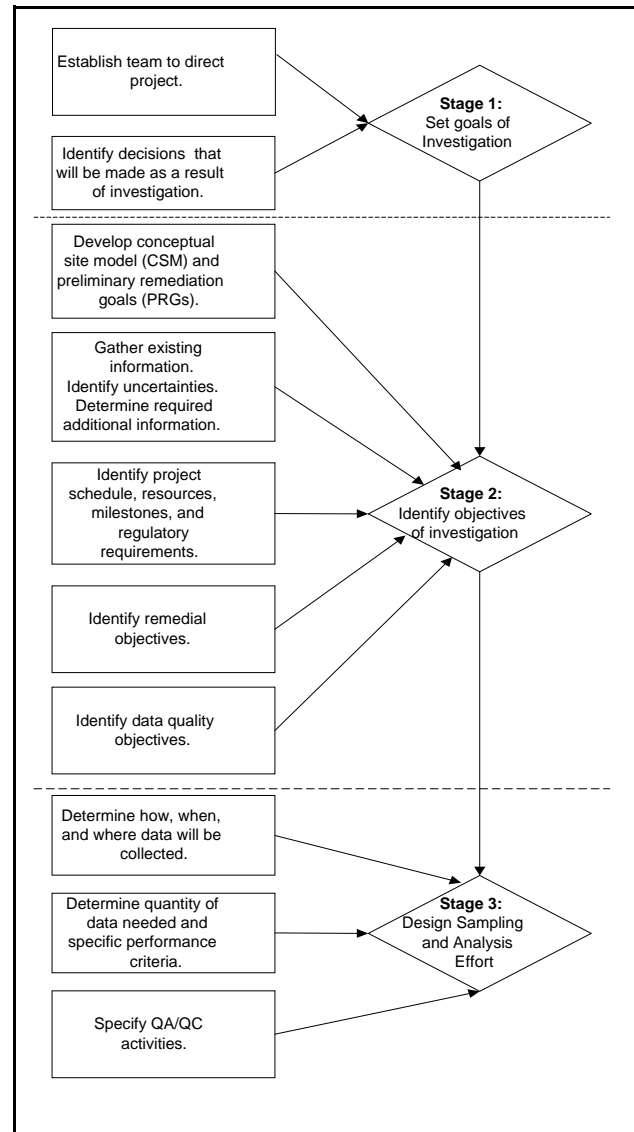 Establish team to direct
project.
Stage 1:
Set goals of
Investigation
Identify decisions that
will be made as a result
of investigation.
Develop conceptual
site model (CSM) and
preliminary remediation
goals (PRGs).
Gather existing
information.
Identify uncertainties.
Determine required
additional information.
Identify project
schedule, resources,
milestones, and
regulatory
requirements.
Stage 2:
Identify objectives
of investigation
Identify remedial
objectives.
Identify data quality
objectives.
Determine how, when,
and where data will be
collected.
Determine quantity of
data needed and
specific performance
criteria.
Stage 3:
Design Sampling
and Analysis
Effort
Specify QA/QC
activities.